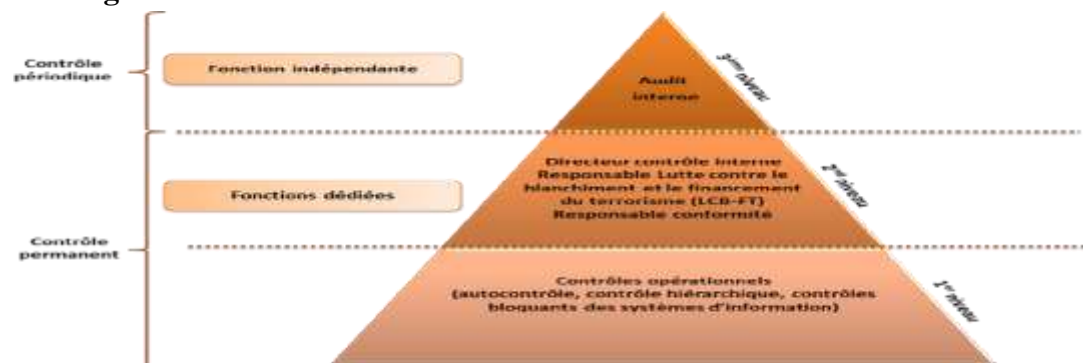 Contrôle
périodique
Fonction indépendante
Audit
interne
3ème niveau
Directeur contrôle interne
Responsable Lutte contre le
blanchiment et le financement
du terrorisme (LCB-FT)
Responsable conformité
2nd niveau
Fonctions dédiées
Contrôle
permanent
Contrôles opérationnels
(autocontrôle, contrôle hiérarchique, contrôles
bloquants des systèmes d'information)
1er niveau